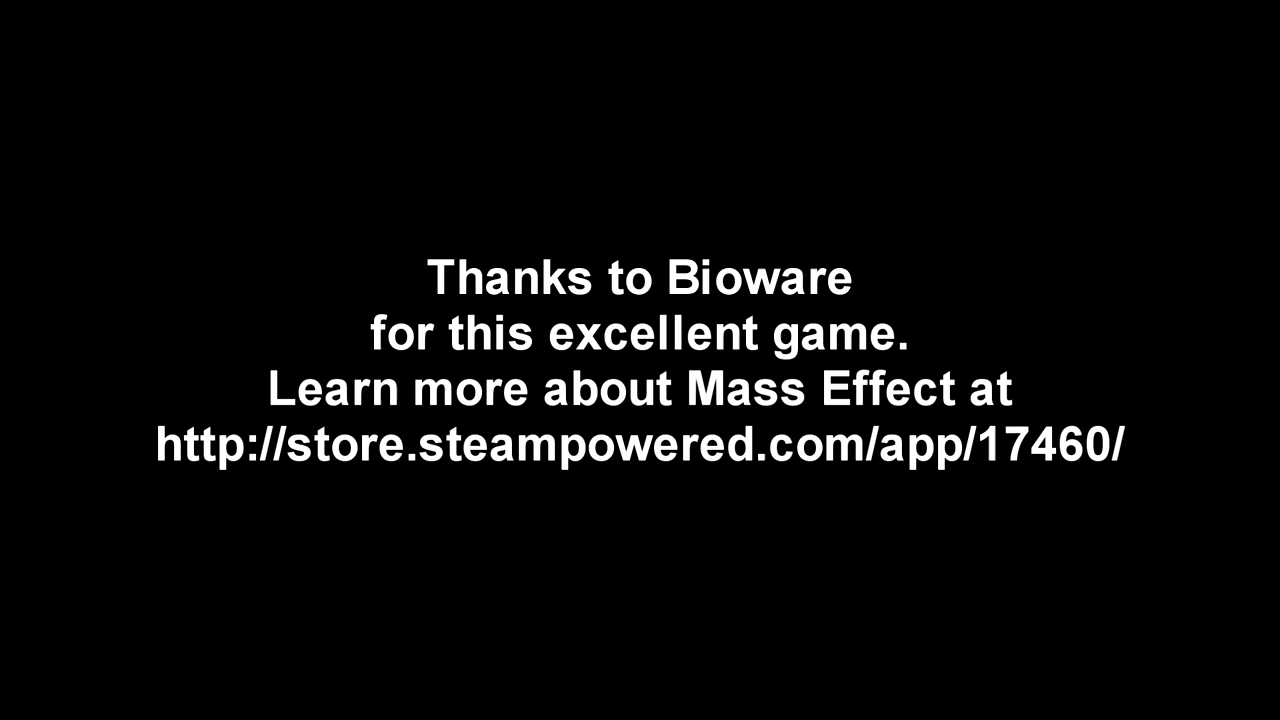 Thanks to Bioware
for this excellent game.
Learn more about Mass Effect at
http://store.steampowered.com/app/17460/